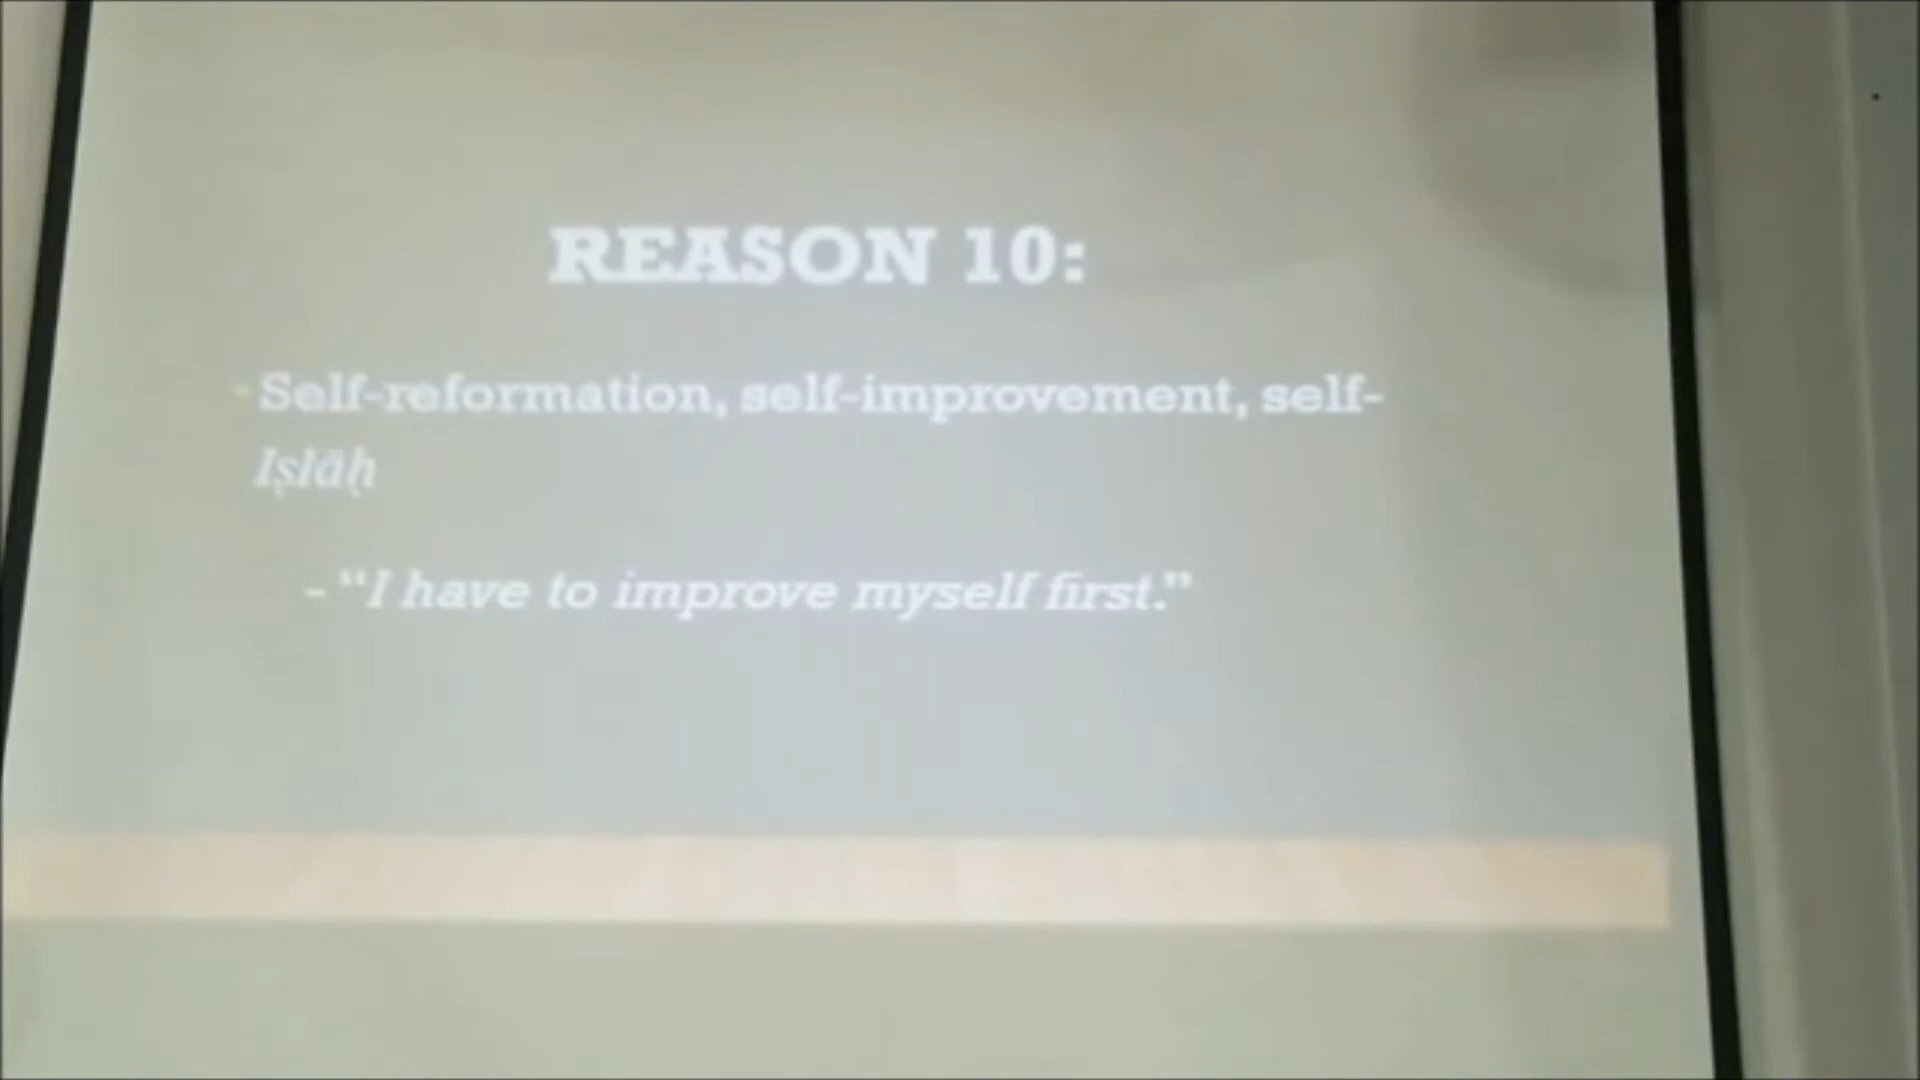 REASON 10:
- Self-reformation, self-improvement, self-
Iṣlāḥ
- “I have to improve myself first.”